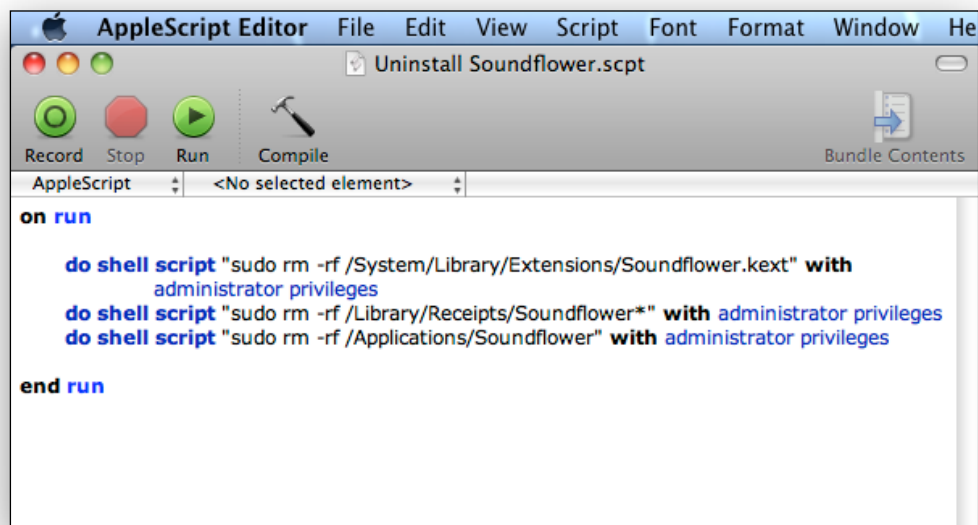 AppleScript Editor File Edit View Script Font Format Window He
Uninstall Soundflower.scpt
Record Stop Run Compile Bundle Contents
AppleScript <No selected element>
on run
do shell script "sudo rm -rf /System/Library/Extensions/Soundflower.kext" with
administrator privileges
do shell script "sudo rm -rf /Library/Receipts/Soundflower*" with administrator privileges
do shell script "sudo rm -rf /Applications/Soundflower" with administrator privileges
end run